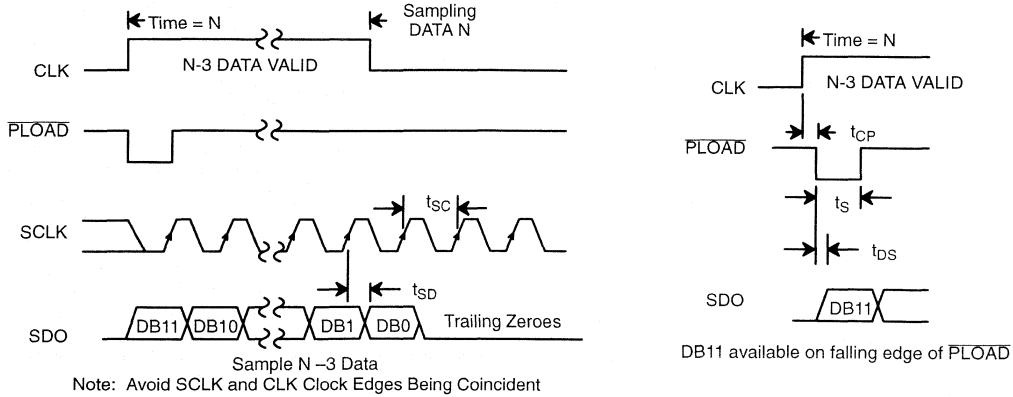 Time = N
Sampling
DATA N
CLK
N-3 DATA VALID
PLOAD
tSC
SCLK
tSD
SDO
DB11
DB10
DB1
DB0
Trailing Zeroes
Sample N –3 Data
Note: Avoid SCLK and CLK Clock Edges Being Coincident
Time = N
CLK
N-3 DATA VALID
tCP
PLOAD
tS
tDS
SDO
DB11
DB11 available on falling edge of PLOAD